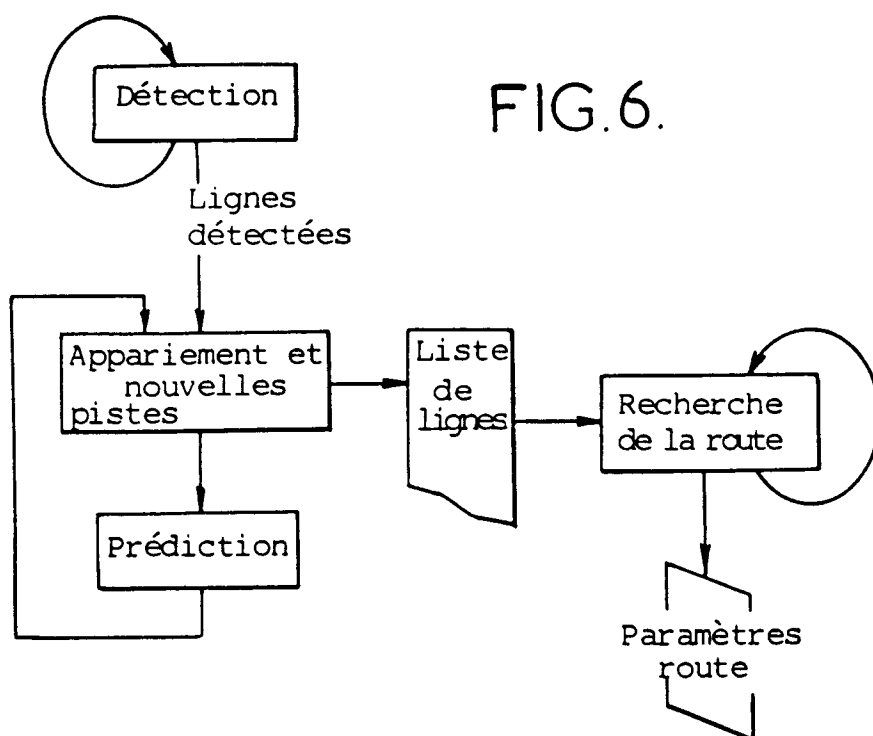 FIG.6.
Détection
Lignes
détectées
Appariement et
nouvelles
pistes
Liste
de
lignes
Recherche
de la route
Prédiction
Paramètres
route